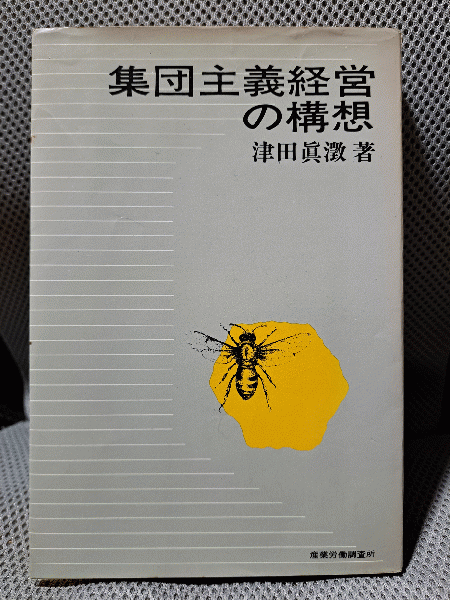 集団主義経営
の構想
津田眞澂 著
産業労働調査所